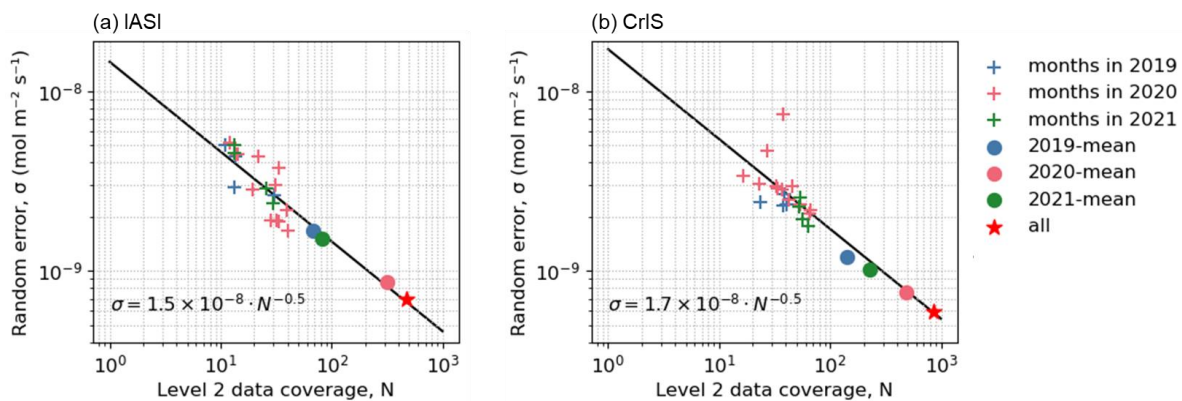 (a) IASI
(b) CrIS
Random error, σ (mol m⁻² s⁻¹)
10⁻⁸
10⁻⁹
σ = 1.5 × 10⁻⁸ · N⁻⁰·⁵
10⁰ 10¹ 10² 10³
Level 2 data coverage, N
Random error, σ (mol m⁻² s⁻¹)
10⁻⁸
10⁻⁹
σ = 1.7 × 10⁻⁸ · N⁻⁰·⁵
10⁰ 10¹ 10² 10³
Level 2 data coverage, N
months in 2019
months in 2020
months in 2021
2019-mean
2020-mean
2021-mean
all